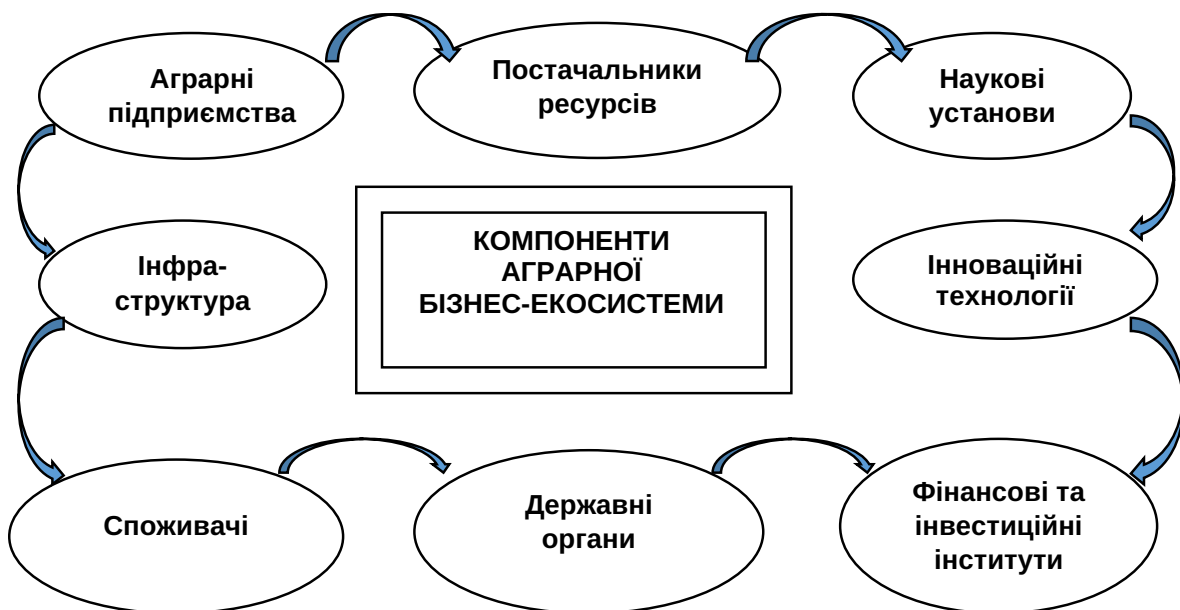 Аграрні
підприємства
Постачальники
ресурсів
Наукові
установи
Інфра-
структура
КОМПОНЕНТИ
АГРАРНОЇ
БІЗНЕС-ЕКОСИСТЕМИ
Інноваційні
технології
Споживачі
Державні
органи
Фінансові та
інвестиційні
інститути